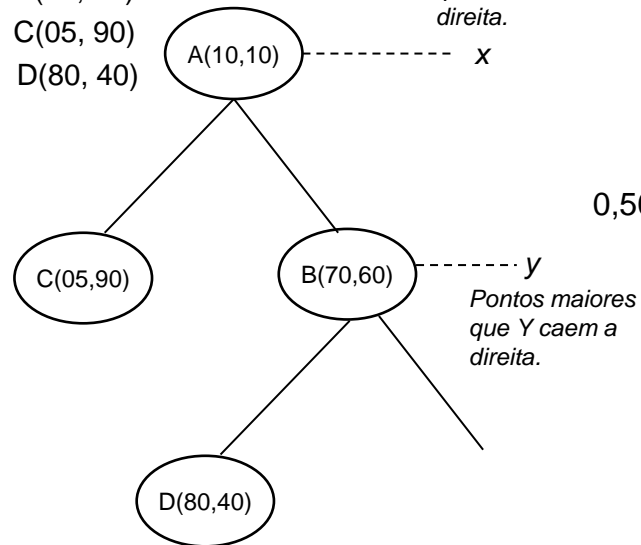 direita.
C(05, 90)
A(10,10)
x
D(80, 40)
0,50
C(05,90)
B(70,60)
y
Pontos maiores
que Y caem a
direita.
D(80,40)